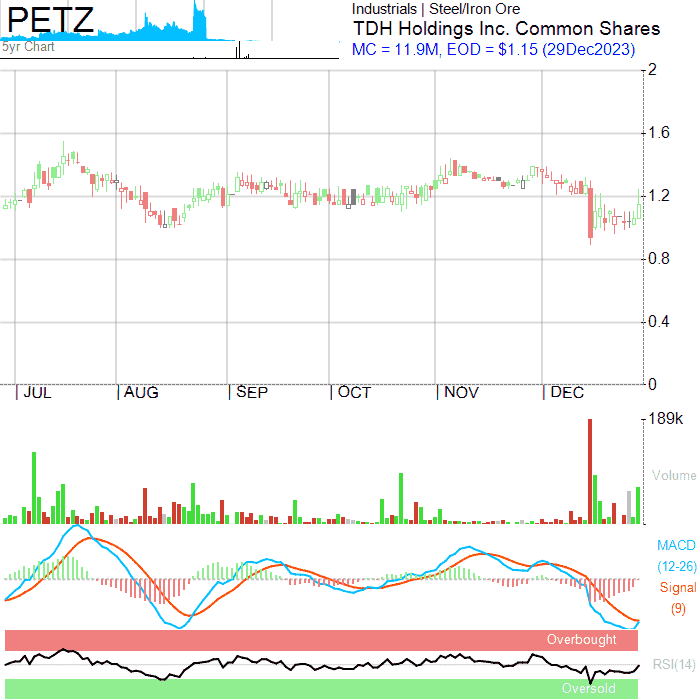 PETZ
5yr Chart
Industrials | Steel/Iron Ore
TDH Holdings Inc. Common Shares
MC = 11.9M, EOD = $1.15 (29Dec2023)
2
1.6
1.2
0.8
0.4
0
| JUL | AUG | SEP | OCT | NOV | DEC
189k
Volume
MACD
(12-26)
Signal
(9)
Overbought
RSI(14)
Oversold